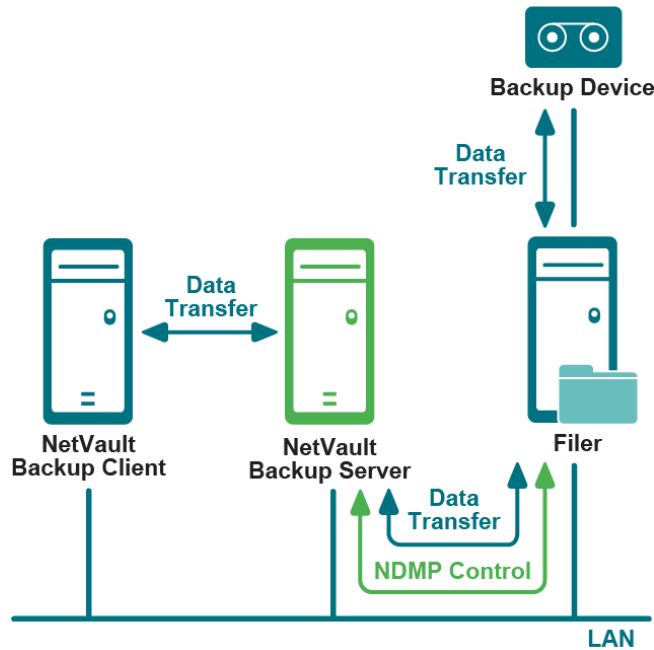 Backup Device
Data
Transfer
Data
Transfer
NetVault
Backup Client
NetVault
Backup Server
Filer
Data
Transfer
NDMP Control
LAN